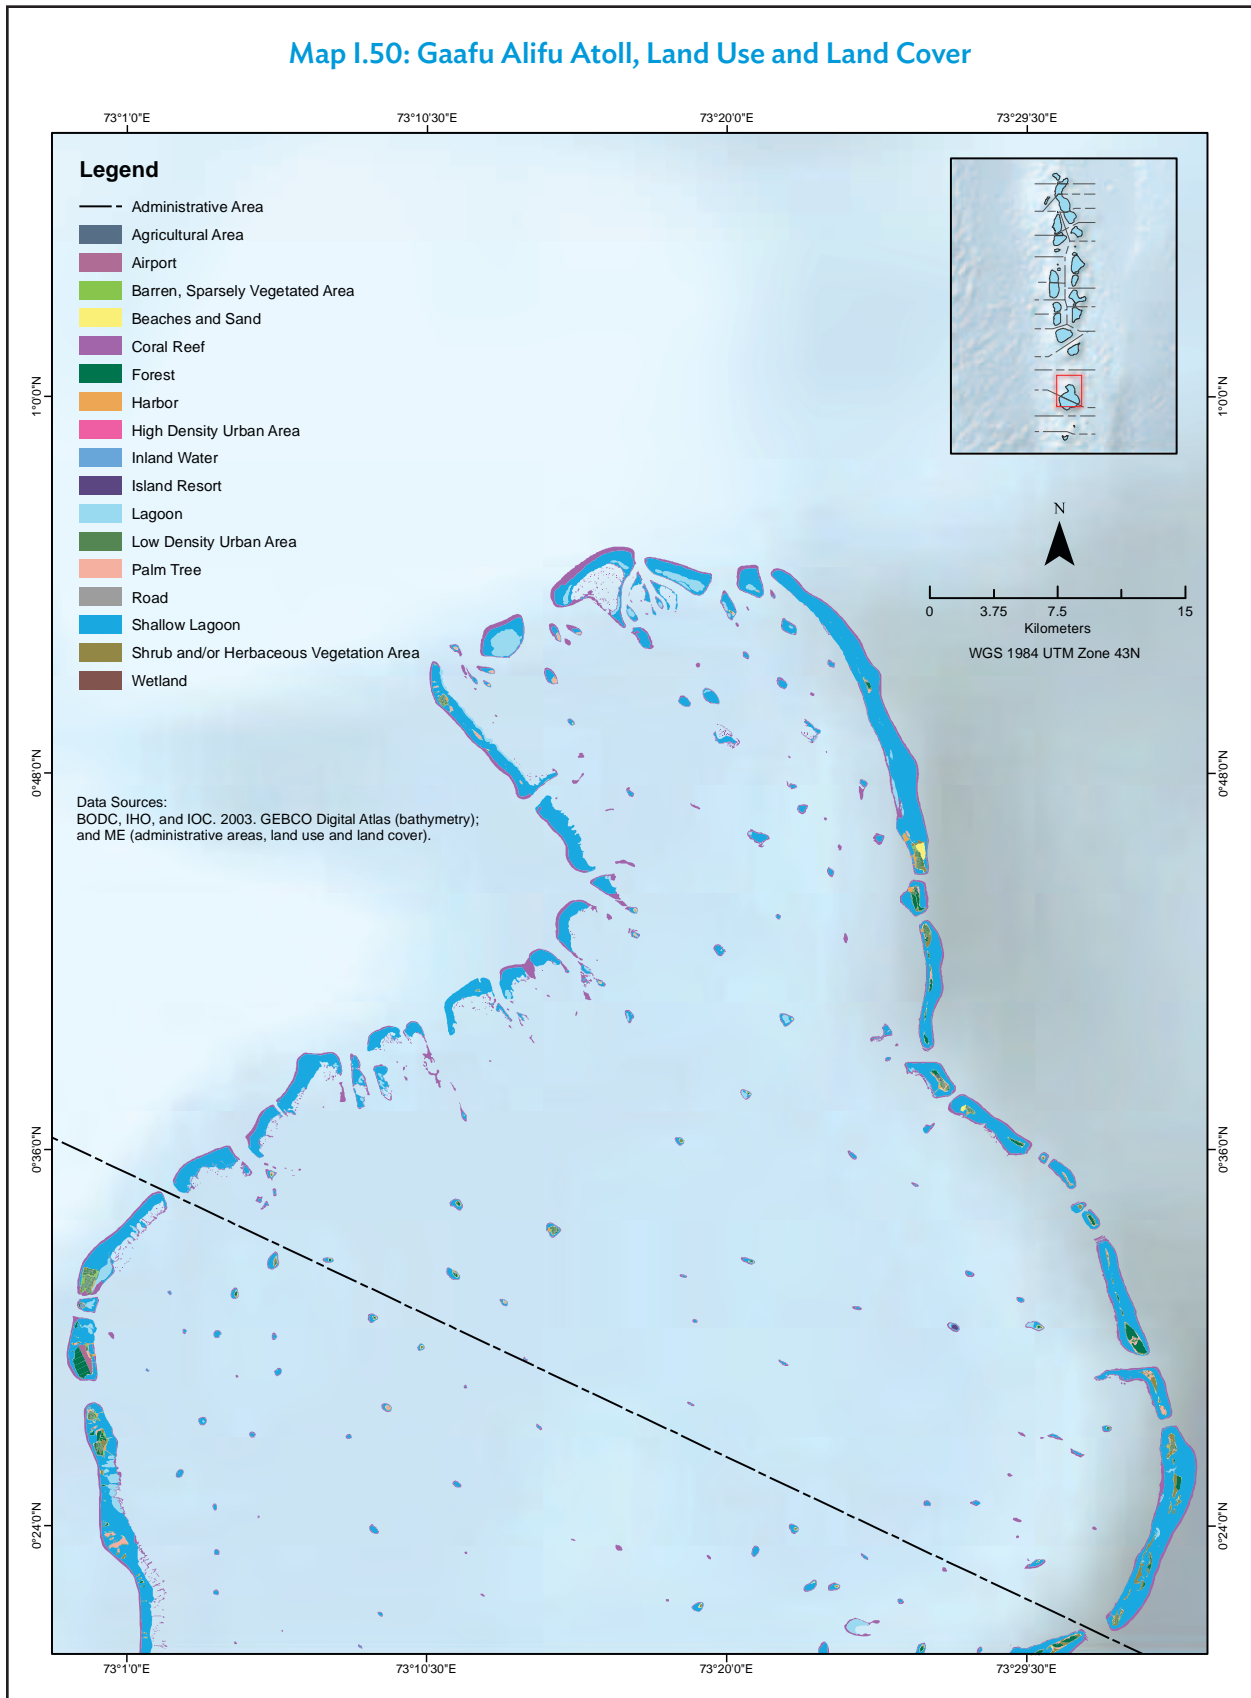 Map I.50: Gaafu Alifu Atoll, Land Use and Land Cover
73°1'0"E
73°10'30"E
73°20'0"E
73°29'30"E
Legend
Administrative Area
Agricultural Area
Airport
Barren, Sparsely Vegetated Area
Beaches and Sand
Coral Reef
Forest
Harbor
High Density Urban Area
Inland Water
Island Resort
Lagoon
Low Density Urban Area
Palm Tree
Road
Shallow Lagoon
Shrub and/or Herbaceous Vegetation Area
Wetland
Data Sources:
BODC, IHO, and IOC. 2003. GEBCO Digital Atlas (bathymetry);
and ME (administrative areas, land use and land cover).
N
0 3.75 7.5 15
Kilometers
WGS 1984 UTM Zone 43N
1°0'0"N
1°0'0"N
0°48'0"N
0°48'0"N
0°36'0"N
0°36'0"N
0°24'0"N
0°24'0"N
73°1'0"E
73°10'30"E
73°20'0"E
73°29'30"E